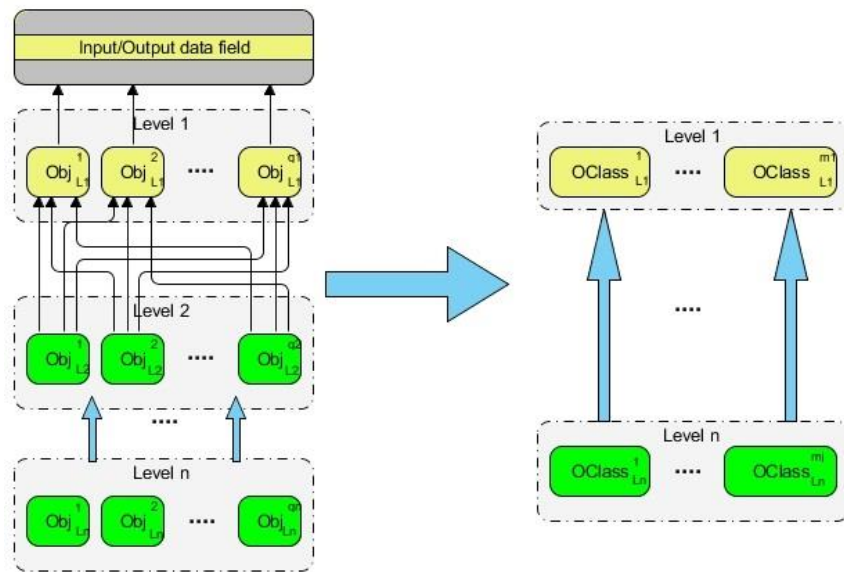 Input/Output data field
Level 1
Obj 1 L1
Obj 2 L1
....
Obj q1 L1
Level 2
Obj 1 L2
Obj 2 L2
....
Obj q2 L2
....
Level n
Obj 1 Ln
Obj 2 Ln
....
Obj qn Ln
Level 1
OClass 1 L1
....
OClass m1 L1
....
Level n
OClass 1 Ln
....
OClass mj Ln